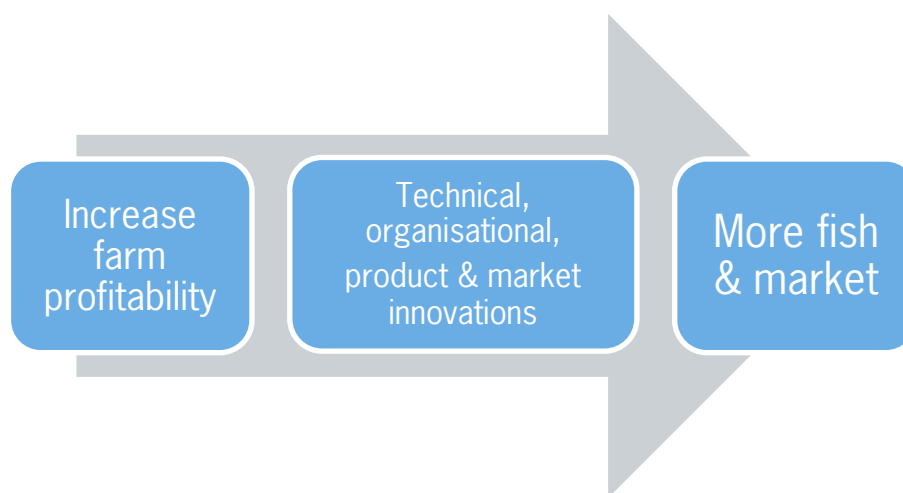 Increase
farm
profitability
Technical,
organisational,
product & market
innovations
More fish
& market